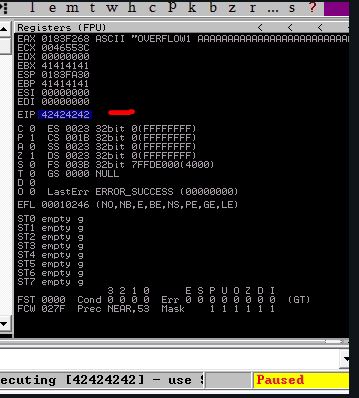 l e m t w h c p k b z r ... s ?
Registers (FPU) < < <
EAX 0183F268 ASCII "OVERFLOW1 AAAAAAAAAAAAAAAAAAAAAAAA
ECX 0046553C
EDX 00000000
EBX 41414141
ESP 0183FA30
EBP 41414141
ESI 00000000
EDI 00000000
EIP 42424242
C 0 ES 0023 32bit 0(FFFFFFFF)
P 1 CS 001B 32bit 0(FFFFFFFF)
A 0 SS 0023 32bit 0(FFFFFFFF)
Z 1 DS 0023 32bit 0(FFFFFFFF)
S 0 FS 003B 32bit 7FFDE000(4000)
T 0 GS 0000 NULL
D 0
O 0 LastErr ERROR_SUCCESS (00000000)
EFL 00010246 (NO,NB,E,BE,NS,PE,GE,LE)
ST0 empty g
ST1 empty g
ST2 empty g
ST3 empty g
ST4 empty g
ST5 empty g
ST6 empty g
ST7 empty g
3 2 1 0 E S P U O Z D I
FST 0000 Cond 0 0 0 0 Err 0 0 0 0 0 0 0 0 (GT)
FCW 027F Prec NEAR,53 Mask 1 1 1 1 1 1
ecuting [42424242] - use
Paused